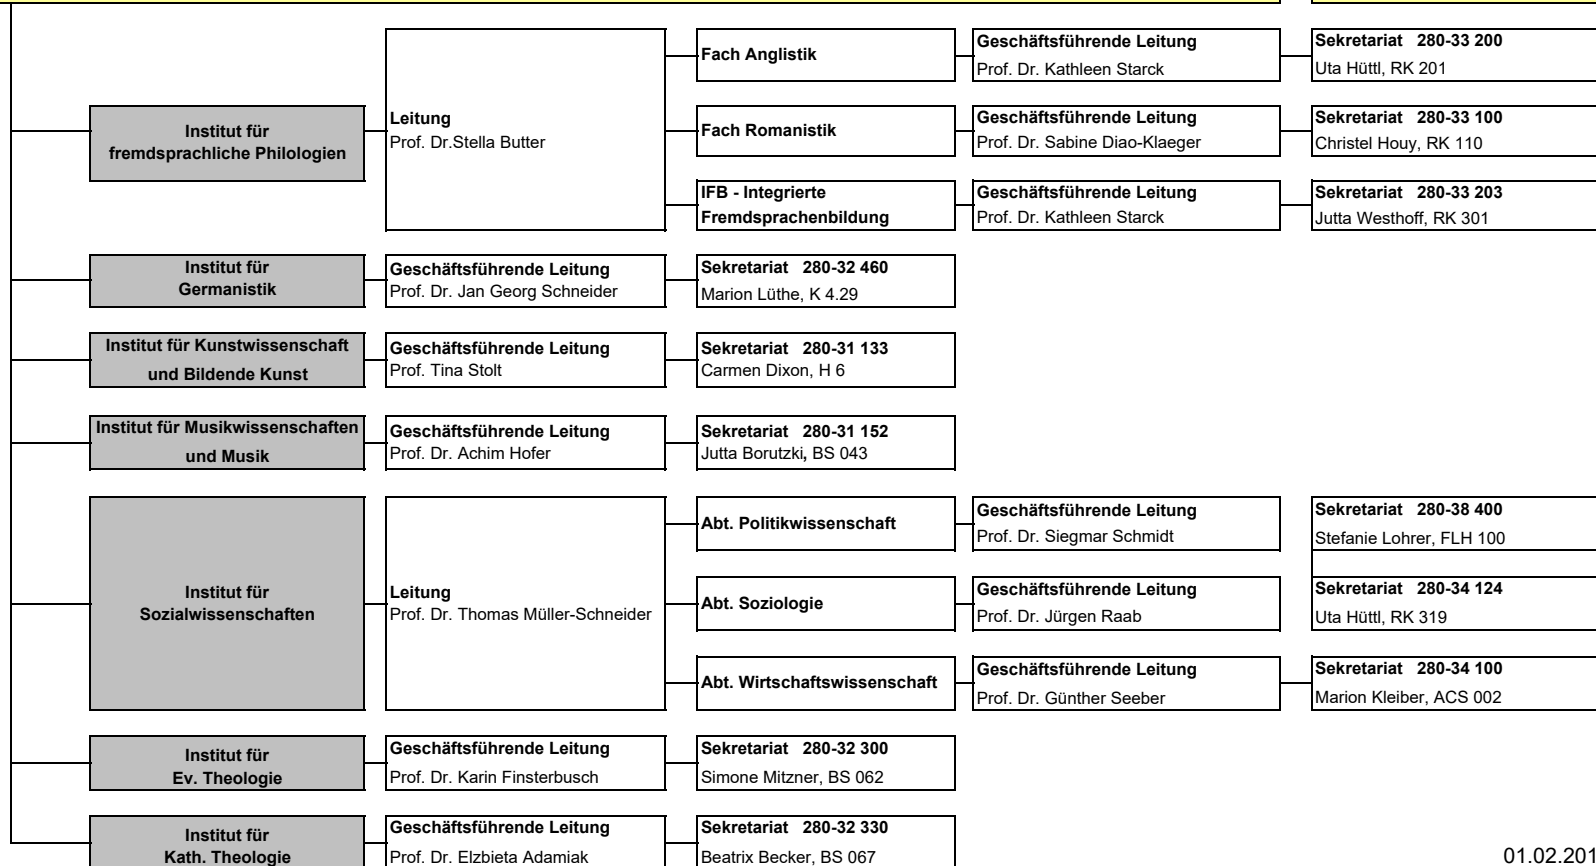 Fach Anglistik
Geschäftsführende Leitung
Prof. Dr. Kathleen Starck
Sekretariat 280-33 200
Uta Hüttl, RK 201
Institut für
fremdsprachliche Philologien
Leitung
Prof. Dr.Stella Butter
Fach Romanistik
Geschäftsführende Leitung
Prof. Dr. Sabine Diao-Klaeger
Sekretariat 280-33 100
Christel Houy, RK 110
IFB - Integrierte
Fremdsprachenbildung
Geschäftsführende Leitung
Prof. Dr. Kathleen Starck
Sekretariat 280-33 203
Jutta Westhoff, RK 301
Institut für
Germanistik
Geschäftsführende Leitung
Prof. Dr. Jan Georg Schneider
Sekretariat 280-32 460
Marion Lüthe, K 4.29
Institut für Kunstwissenschaft
und Bildende Kunst
Geschäftsführende Leitung
Prof. Tina Stolt
Sekretariat 280-31 133
Carmen Dixon, H 6
Institut für Musikwissenschaften
und Musik
Geschäftsführende Leitung
Prof. Dr. Achim Hofer
Sekretariat 280-31 152
Jutta Borutzki, BS 043
Institut für
Sozialwissenschaften
Leitung
Prof. Dr. Thomas Müller-Schneider
Abt. Politikwissenschaft
Geschäftsführende Leitung
Prof. Dr. Siegmar Schmidt
Sekretariat 280-38 400
Stefanie Lohrer, FLH 100
Abt. Soziologie
Geschäftsführende Leitung
Prof. Dr. Jürgen Raab
Sekretariat 280-34 124
Uta Hüttl, RK 319
Abt. Wirtschaftswissenschaft
Geschäftsführende Leitung
Prof. Dr. Günther Seeber
Sekretariat 280-34 100
Marion Kleiber, ACS 002
Institut für
Ev. Theologie
Geschäftsführende Leitung
Prof. Dr. Karin Finsterbusch
Sekretariat 280-32 300
Simone Mitzner, BS 062
Institut für
Kath. Theologie
Geschäftsführende Leitung
Prof. Dr. Elzbieta Adamiak
Sekretariat 280-32 330
Beatrix Becker, BS 067
01.02.201